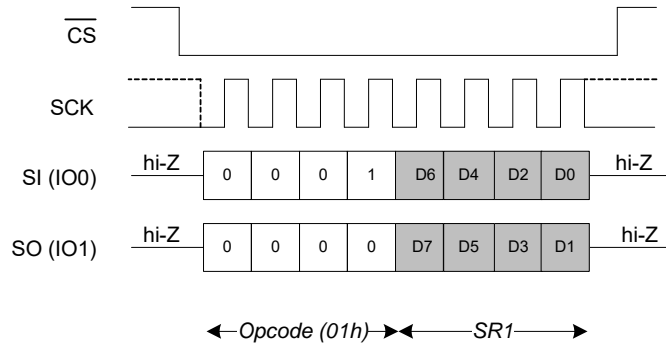 CS
SCK
hi-Z hi-Z
SI (IO0) 0 0 0 1 D6 D4 D2 D0
hi-Z hi-Z
SO (IO1) 0 0 0 0 D7 D5 D3 D1
Opcode (01h) SR1